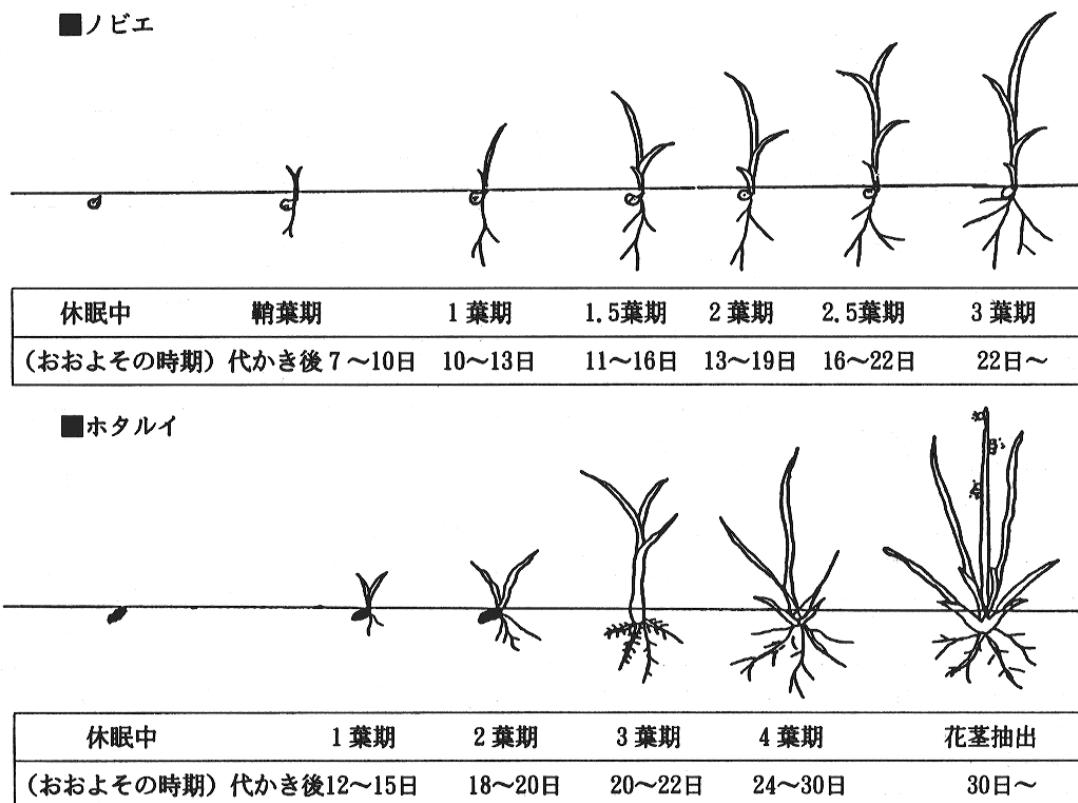 ■ノビエ
休眠中 鞘葉期 1葉期 1.5葉期 2葉期 2.5葉期 3葉期
(おおよその時期) 代かき後7~10日 10~13日 11~16日 13~19日 16~22日 22日~
■ホタルイ
休眠中 1葉期 2葉期 3葉期 4葉期 花茎抽出
(おおよその時期) 代かき後12~15日 18~20日 20~22日 24~30日 30日~